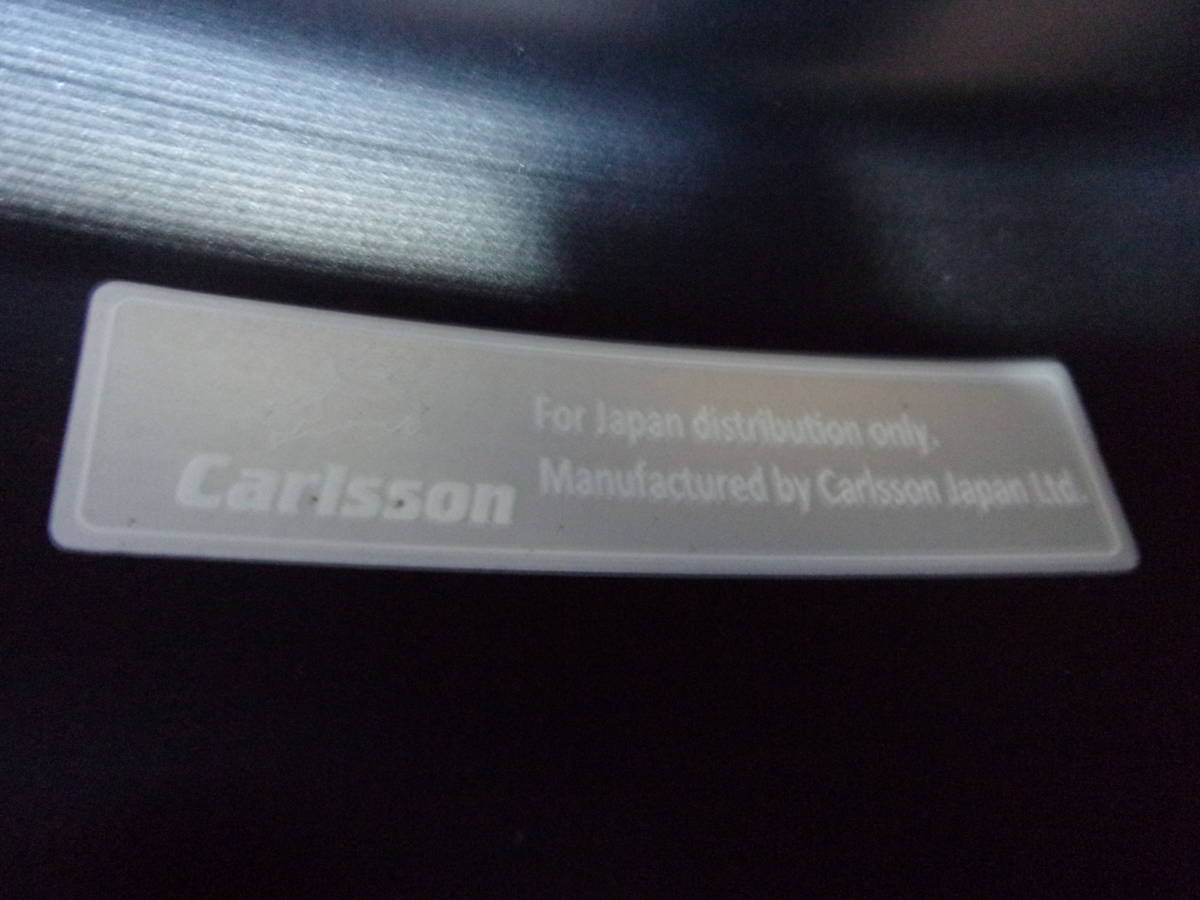 Carlsson
For Japan distribution only.
Manufactured by Carlsson Japan Ltd.